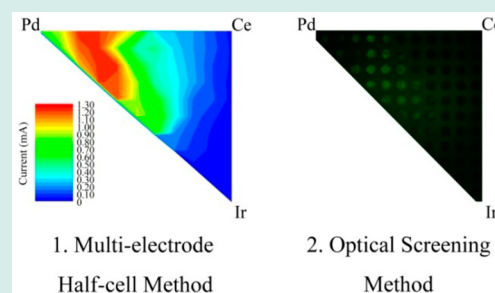 Pd Ce Pd Ce
1.30
1.20
1.10
1.00
0.90
0.80
0.70
0.60
0.50
0.40
0.30
0.20
0.10
0
Current (mA)
Ir Ir
1. Multi-electrode
Half-cell Method
2. Optical Screening
Method